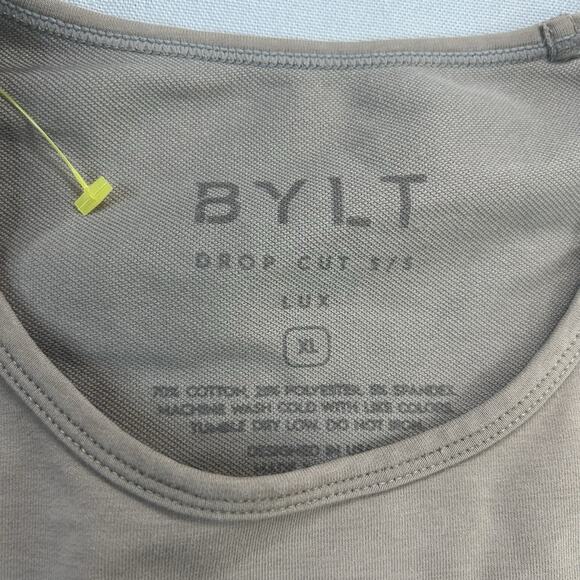 BYLT
DROP CUT S/S
LUX
XL
70% COTTON, 25% POLYESTER, 5% SPANDEX.
MACHINE WASH COLD WITH LIKE COLORS.
TUMBLE DRY LOW. DO NOT IRON.
DESIGNED IN
MADE